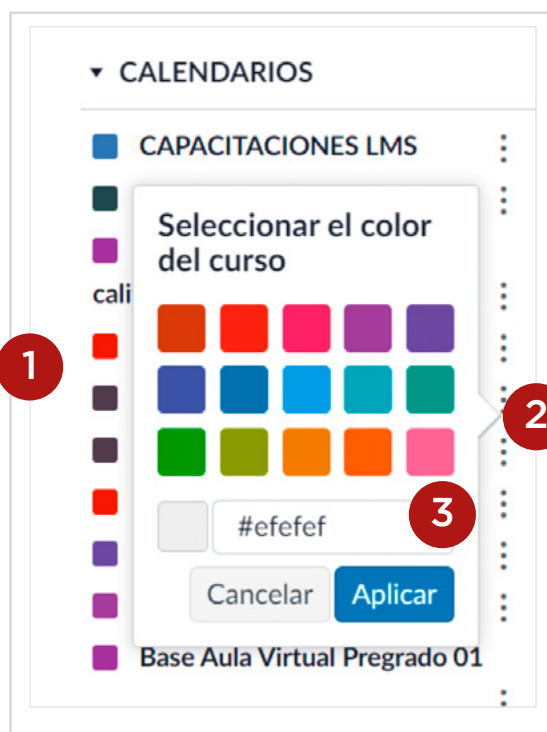 CALENDARIOS
CAPACITACIONES LMS
Seleccionar el color
del curso
cali
1
2
#efefef
3
Cancelar
Aplicar
Base Aula Virtual Pregrado 01